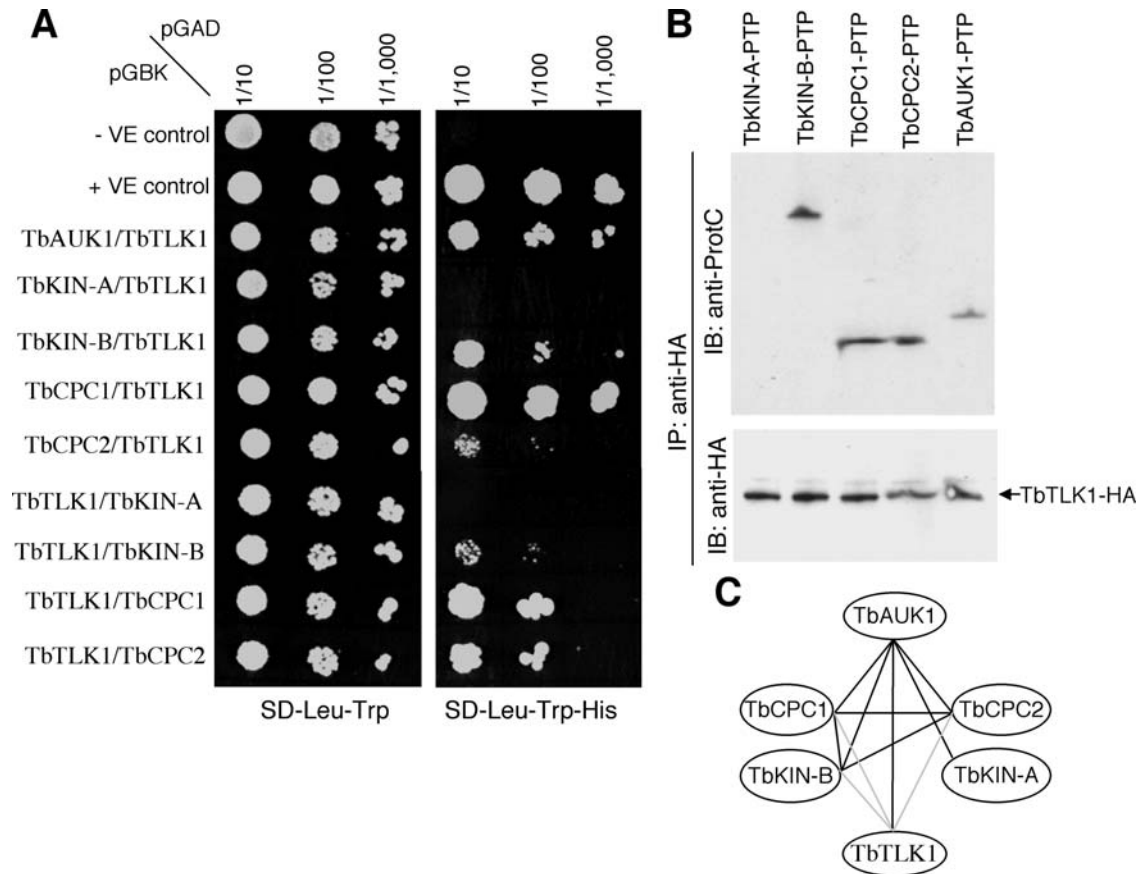 A
pGAD
pGBK
1/10
1/100
1/1,000
1/10
1/100
1/1,000
- VE control
+ VE control
TbAUK1/TbTLK1
TbKIN-A/TbTLK1
TbKIN-B/TbTLK1
TbCPC1/TbTLK1
TbCPC2/TbTLK1
TbTLK1/TbKIN-A
TbTLK1/TbKIN-B
TbTLK1/TbCPC1
TbTLK1/TbCPC2
SD-Leu-Trp
SD-Leu-Trp-His
B
TbKIN-A-PTP
TbKIN-B-PTP
TbCPC1-PTP
TbCPC2-PTP
TbAUK1-PTP
IP: anti-HA
IB: anti-ProtC
IB: anti-HA
TbTLK1-HA
C
TbAUK1
TbCPC1
TbCPC2
TbKIN-B
TbKIN-A
TbTLK1